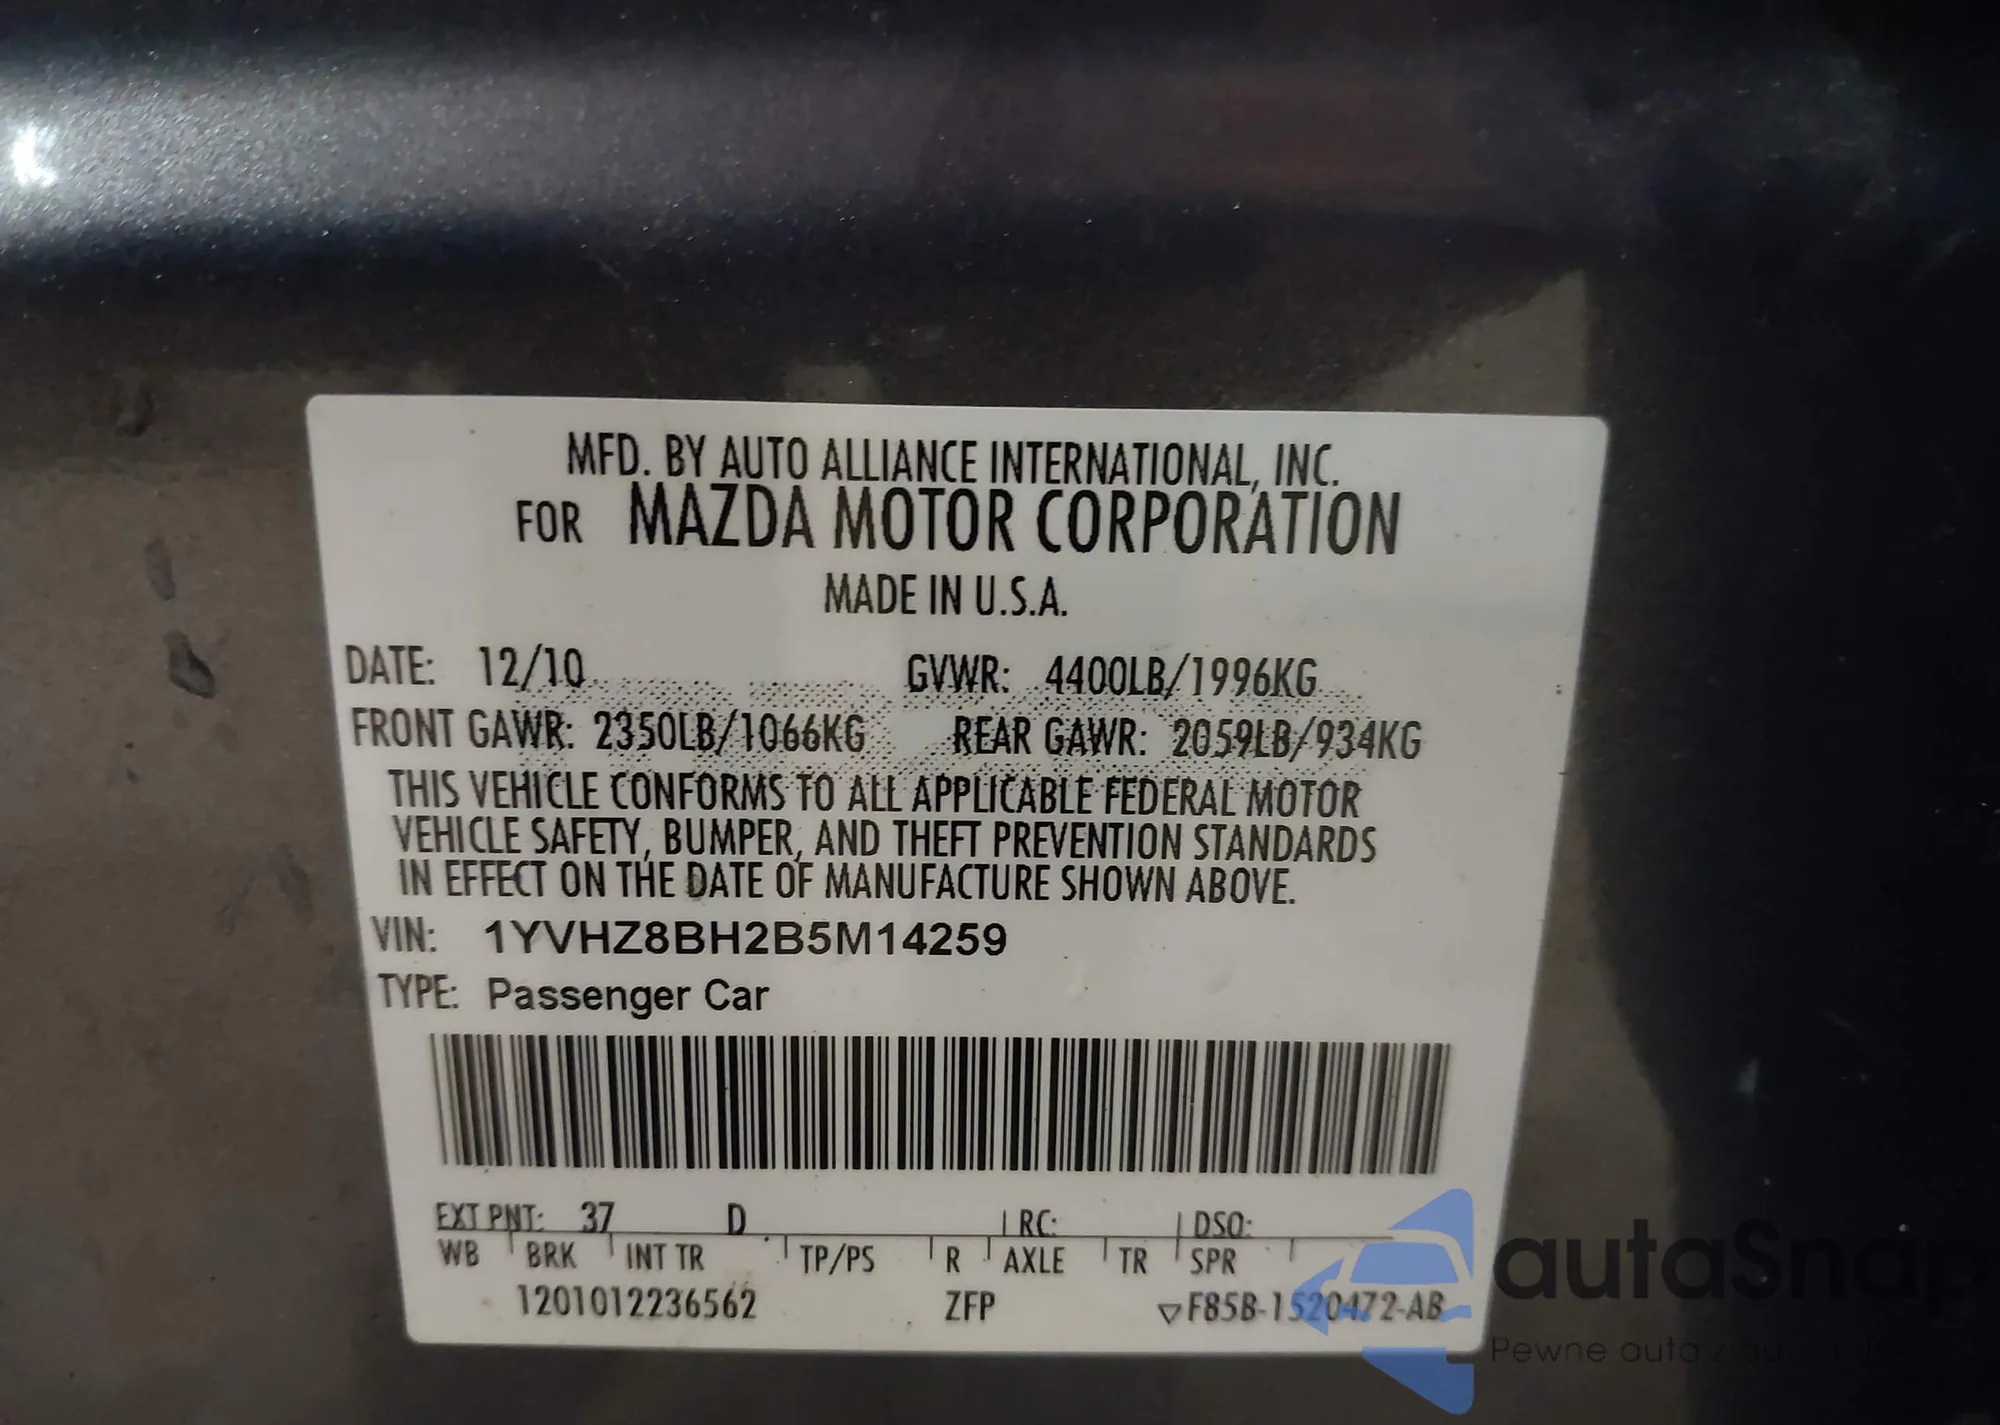 MFD. BY AUTO ALLIANCE INTERNATIONAL, INC.
FOR MAZDA MOTOR CORPORATION
MADE IN U.S.A.
DATE: 12/10 GVWR: 4400LB/1996KG
FRONT GAWR: 2350LB/1066KG REAR GAWR: 2059LB/934KG
THIS VEHICLE CONFORMS TO ALL APPLICABLE FEDERAL MOTOR
VEHICLE SAFETY, BUMPER, AND THEFT PREVENTION STANDARDS
IN EFFECT ON THE DATE OF MANUFACTURE SHOWN ABOVE.
VIN: 1YVHZ8BH2B5M14259
TYPE: Passenger Car
EXT PNT: 37 D RC: DSO:
WB BRK INT TR TP/PS R AXLE TR SPR
1201012236562 ZFP ▽F85B-1520472-AB
autaSnap
Pewne auta z